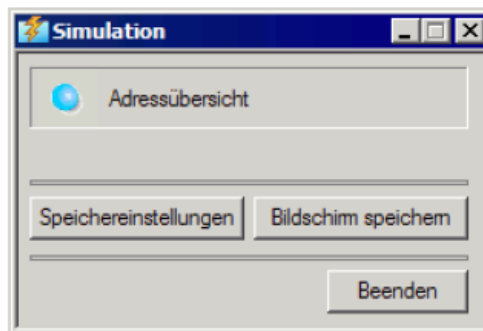 Simulation
Adressübersicht
Speichereinstellungen
Bildschirm speichern
Beenden